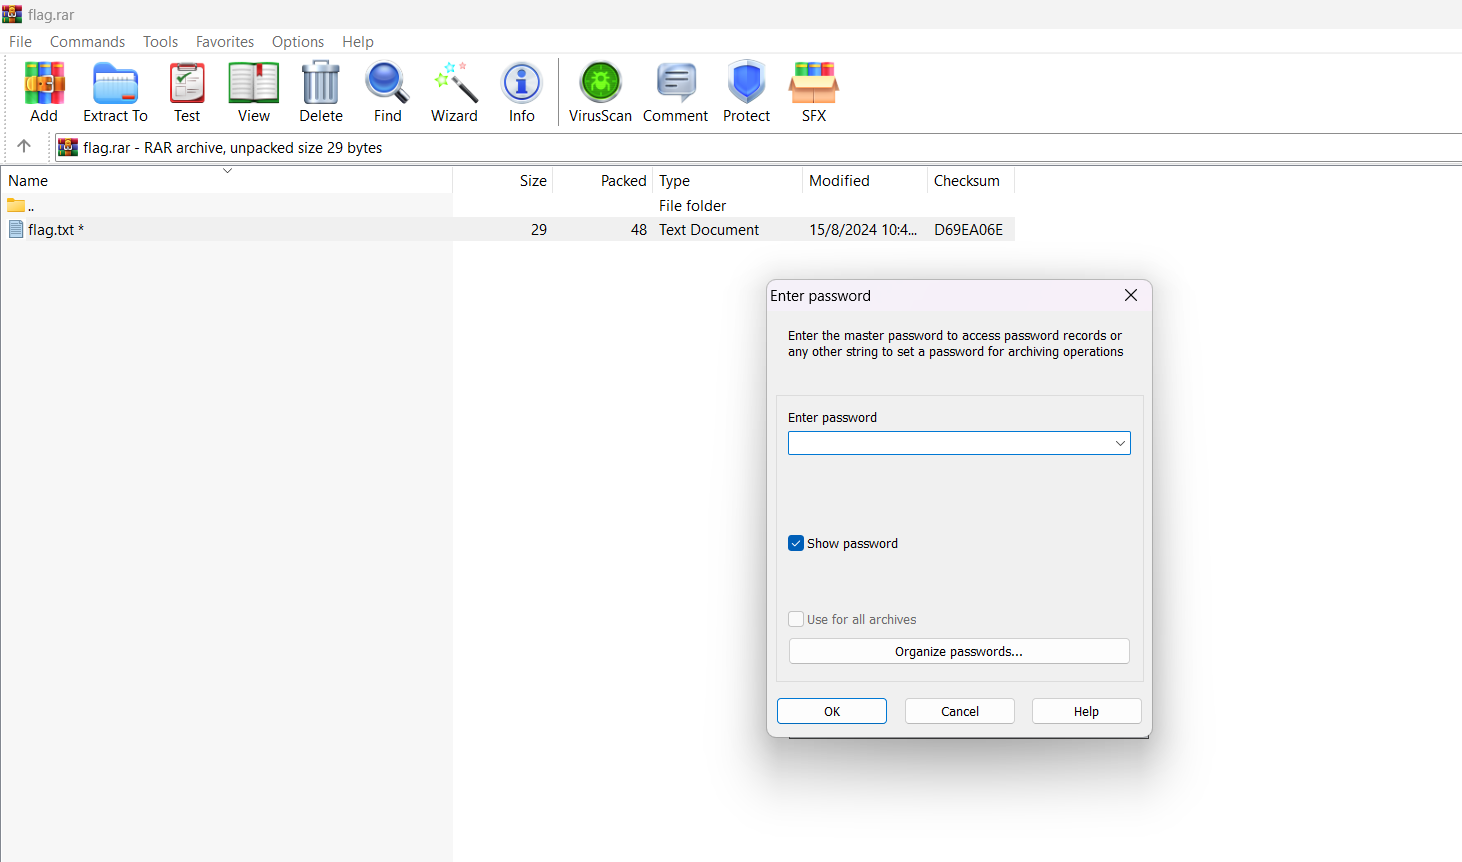 flag.rar
File Commands Tools Favorites Options Help
Add Extract To Test View Delete Find Wizard Info VirusScan Comment Protect SFX
flag.rar - RAR archive, unpacked size 29 bytes
Name Size Packed Type Modified Checksum
.. File folder
flag.txt * 29 48 Text Document 15/8/2024 10:4... D69EA06E
Enter password
Enter the master password to access password records or
any other string to set a password for archiving operations
Enter password
Show password
Use for all archives
Organize passwords...
OK Cancel Help